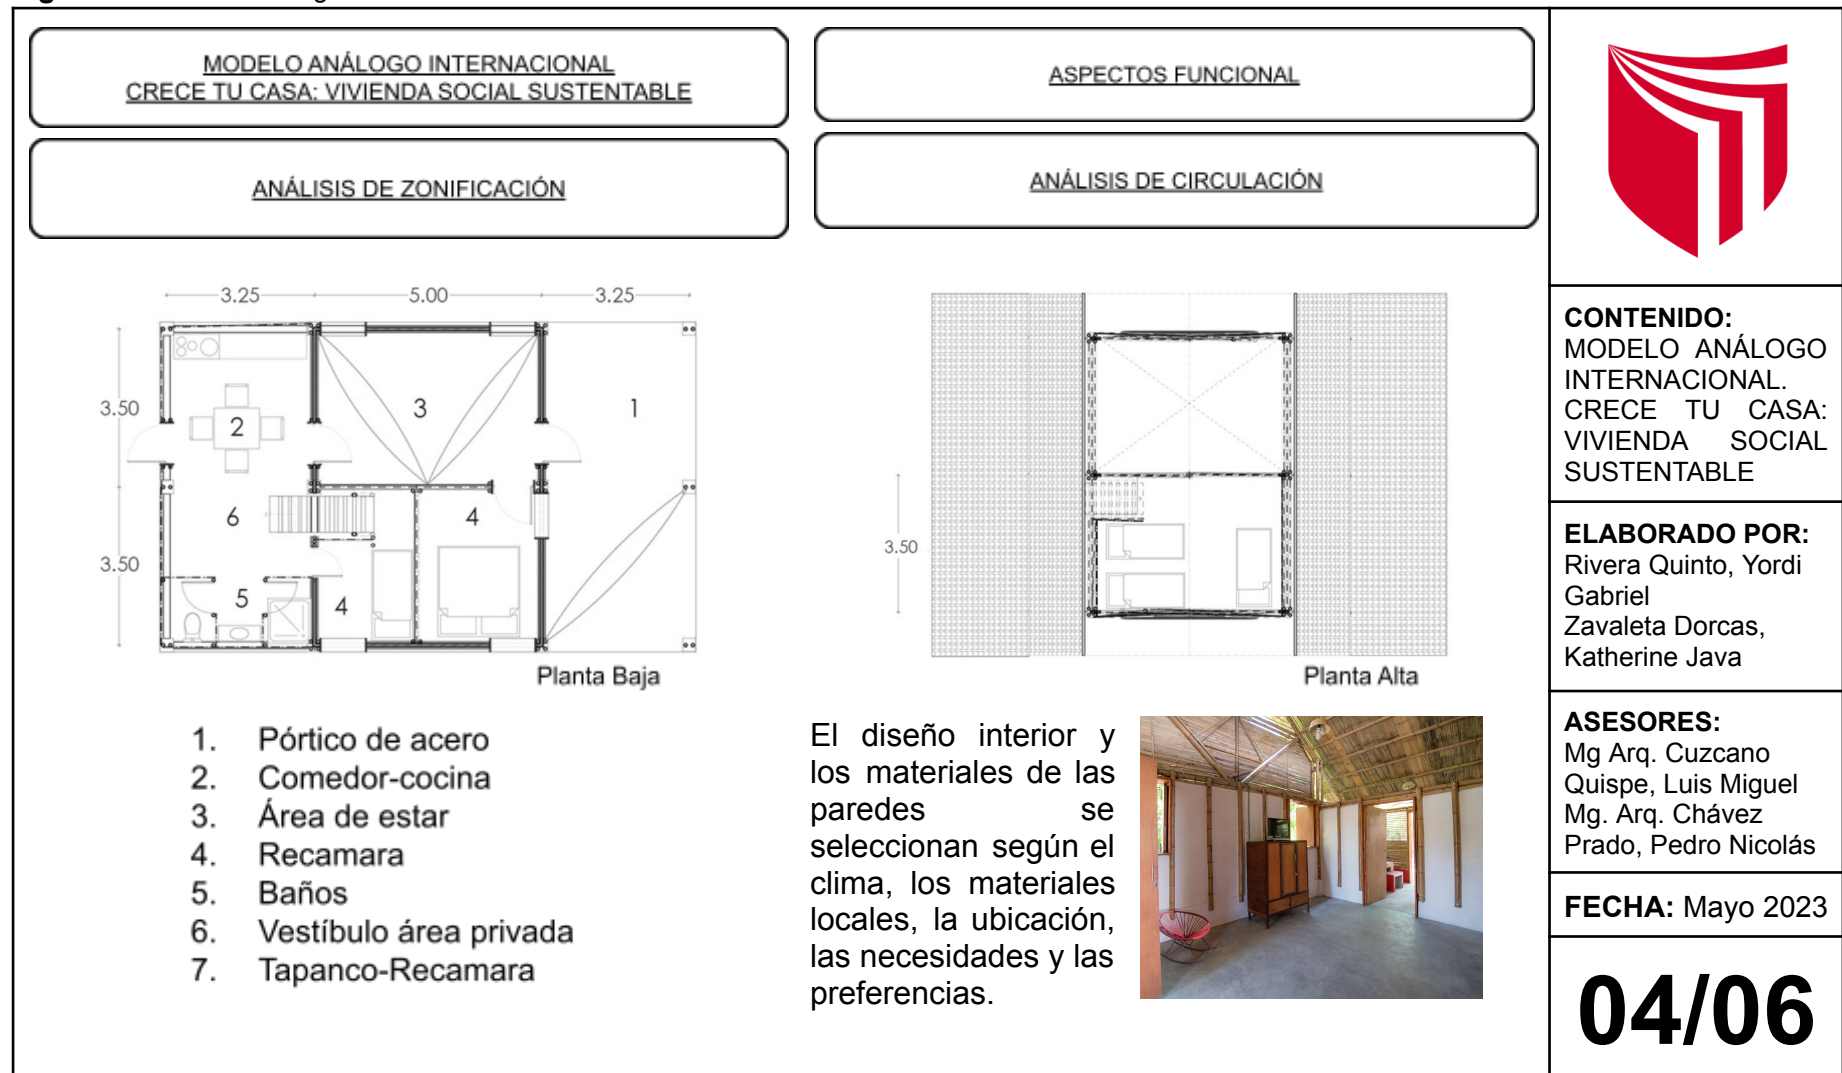 MODELO ANÁLOGO INTERNACIONAL
CRECE TU CASA: VIVIENDA SOCIAL SUSTENTABLE
ANÁLISIS DE ZONIFICACIÓN
ASPECTOS FUNCIONAL
ANÁLISIS DE CIRCULACIÓN
3.25 5.00 3.25
3.50
3.50
2
3
1
6
4
5
4
Planta Baja
3.50
Planta Alta
1. Pórtico de acero
2. Comedor-cocina
3. Área de estar
4. Recamara
5. Baños
6. Vestíbulo área privada
7. Tapanco-Recamara
El diseño interior y
los materiales de las
paredes se
seleccionan según el
clima, los materiales
locales, la ubicación,
las necesidades y las
preferencias.
CONTENIDO:
MODELO ANÁLOGO
INTERNACIONAL.
CRECE TU CASA:
VIVIENDA SOCIAL
SUSTENTABLE
ELABORADO POR:
Rivera Quinto, Yordi
Gabriel
Zavaleta Dorcas,
Katherine Java
ASESORES:
Mg Arq. Cuzcano
Quispe, Luis Miguel
Mg. Arq. Chávez
Prado, Pedro Nicolás
FECHA: Mayo 2023
04/06